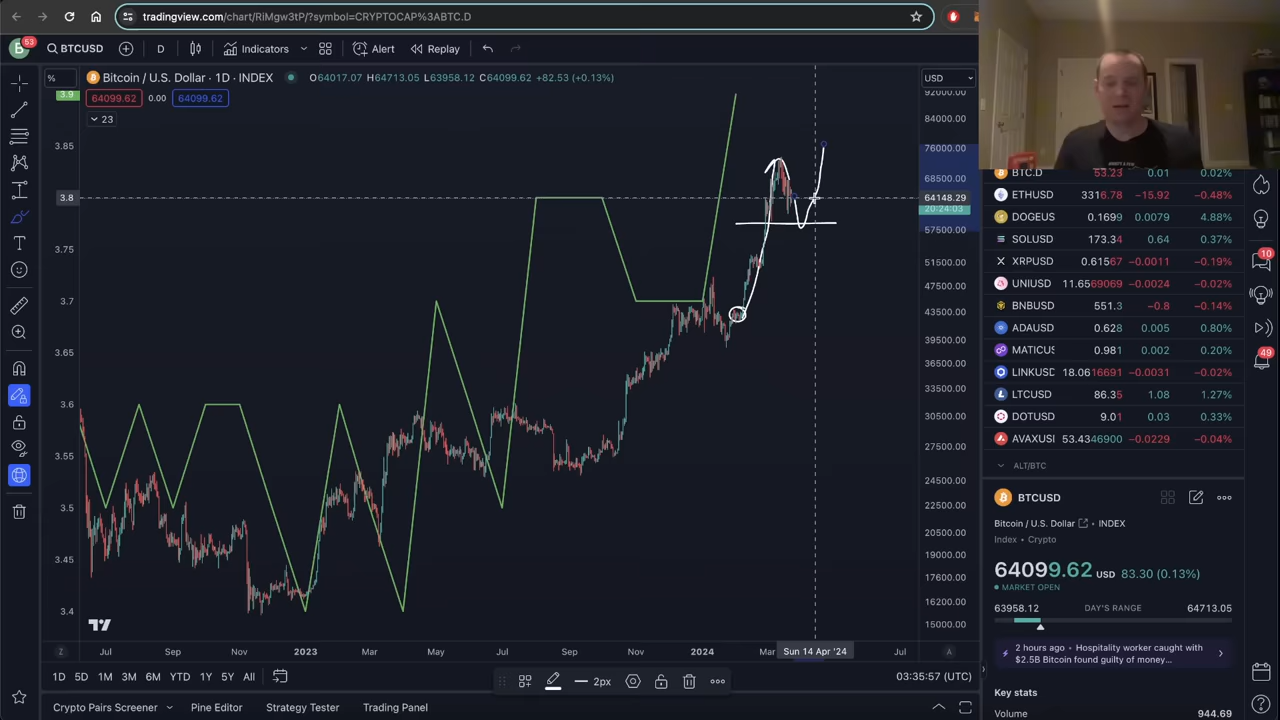 tradingview.com/chart/RiMgw3tP/?symbol=CRYPTOCAP%3ABTC.D
B 53 BTCUSD D Indicators Alert Replay
% Bitcoin / U.S. Dollar · 1D · INDEX O64017.07 H64713.05 L63958.12 C64099.62 +82.53 (+0.13%) USD
64099.62 0.00 64099.62
23
3.9
3.85
3.8
3.75
3.7
3.65
3.6
3.55
3.5
3.45
3.4
92000.00
84000.00
76000.00
68500.00
64148.29
20:24:03
57500.00
51500.00
47500.00
43500.00
39500.00
36500.00
33500.00
30500.00
27500.00
24500.00
22500.00
20500.00
19000.00
17600.00
16200.00
15000.00
Z Jul Sep Nov 2023 Mar May Jul Sep Nov 2024 Mar Sun 14 Apr '24 Jul A
1D 5D 1M 3M 6M YTD 1Y 5Y All 2px 03:35:57 (UTC)
Crypto Pairs Screener Pine Editor Strategy Tester Trading Panel
BTC.D 53.23 0.01 0.02%
ETHUSD 3316.78 −15.92 −0.48%
DOGEUS 0.1699 0.0079 4.88%
SOLUSD 173.34 0.64 0.37%
XRPUSD 0.61567 −0.0011 −0.19%
UNIUSD 11.6569069 −0.0024 −0.02%
BNBUSD 551.3 −0.8 −0.14%
ADAUSD 0.628 0.005 0.80%
MATICUS 0.981 0.002 0.20%
LINKUSD 18.0616691 −0.0031 −0.02%
LTCUSD 86.35 1.08 1.27%
DOTUSD 9.01 0.03 0.33%
AVAXUSI 53.4346900 −0.0229 −0.04%
ALT/BTC
BTCUSD
Bitcoin / U.S. Dollar • INDEX
Index • Crypto
64099.62 USD 83.30 (0.13%)
MARKET OPEN
63958.12 DAY'S RANGE 64713.05
2 hours ago • Hospitality worker caught with
$2.5B Bitcoin found guilty of money...
Key stats
Volume 944.69
10
49